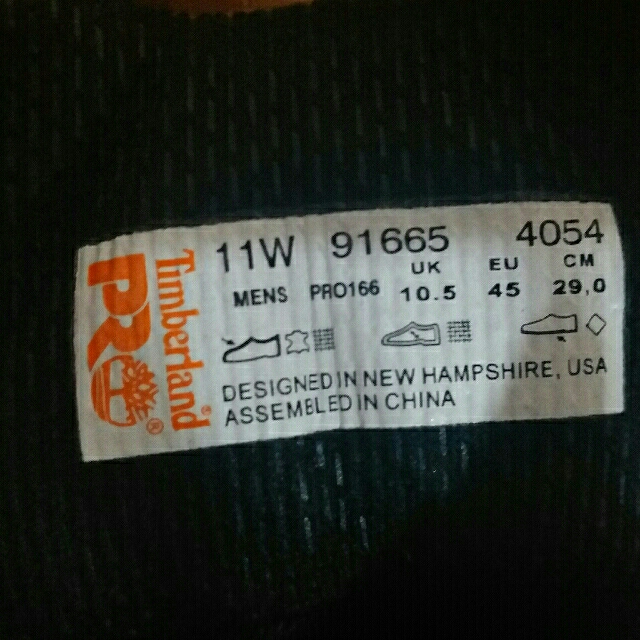 Timberland®
PRO®
11W 91665 4054
UK EU CM
MENS PRO166 10.5 45 29,0
DESIGNED IN NEW HAMPSHIRE, USA
ASSEMBLED IN CHINA